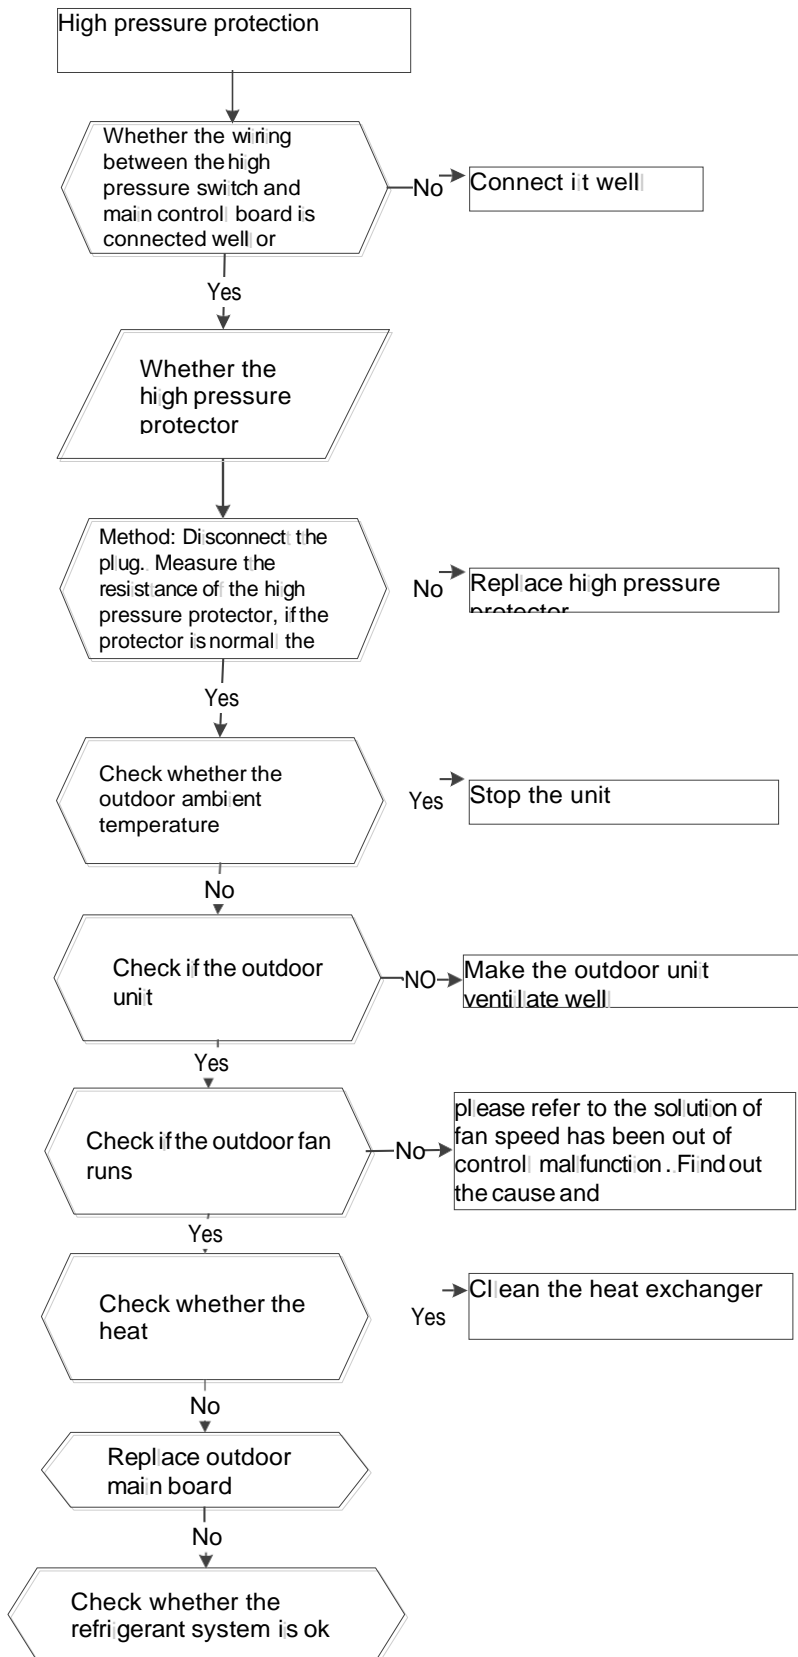 High pressure protection
Whether the wiring
between the high
pressure switch and
main control board is
connected well or
No
Connect it well
Yes
Whether the
high pressure
protector
Method: Disconnect the
plug. Measure the
resistance of the high
pressure protector, if the
protector is normal the
No
Replace high pressure
protector
Yes
Check whether the
outdoor ambient
temperature
Yes
Stop the unit
No
Check if the outdoor
unit
NO
Make the outdoor unit
ventilate well
Yes
Check if the outdoor fan
runs
No
please refer to the solution of
fan speed has been out of
control malfunction. Find out
the cause and
Yes
Check whether the
heat
Yes
Clean the heat exchanger
No
Replace outdoor
main board
No
Check whether the
refrigerant system is ok